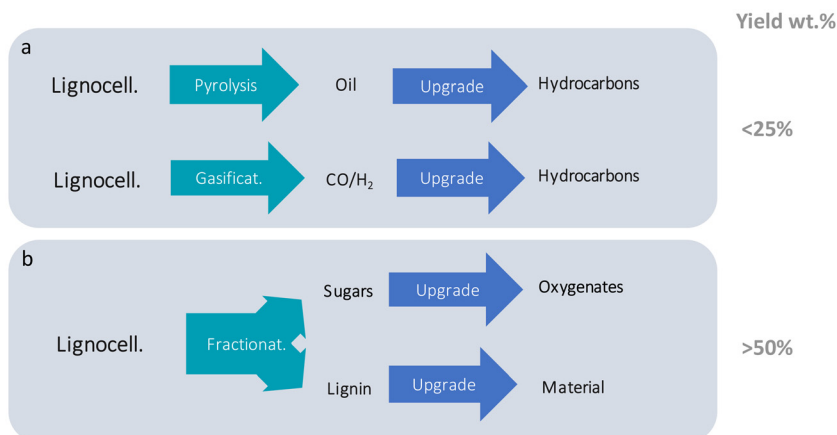 Yield wt.%
a
Lignocell. Pyrolysis Oil Upgrade Hydrocarbons
<25%
Lignocell. Gasificat. CO/H₂ Upgrade Hydrocarbons
b
Sugars Upgrade Oxygenates
Lignocell. Fractionat. >50%
Lignin Upgrade Material